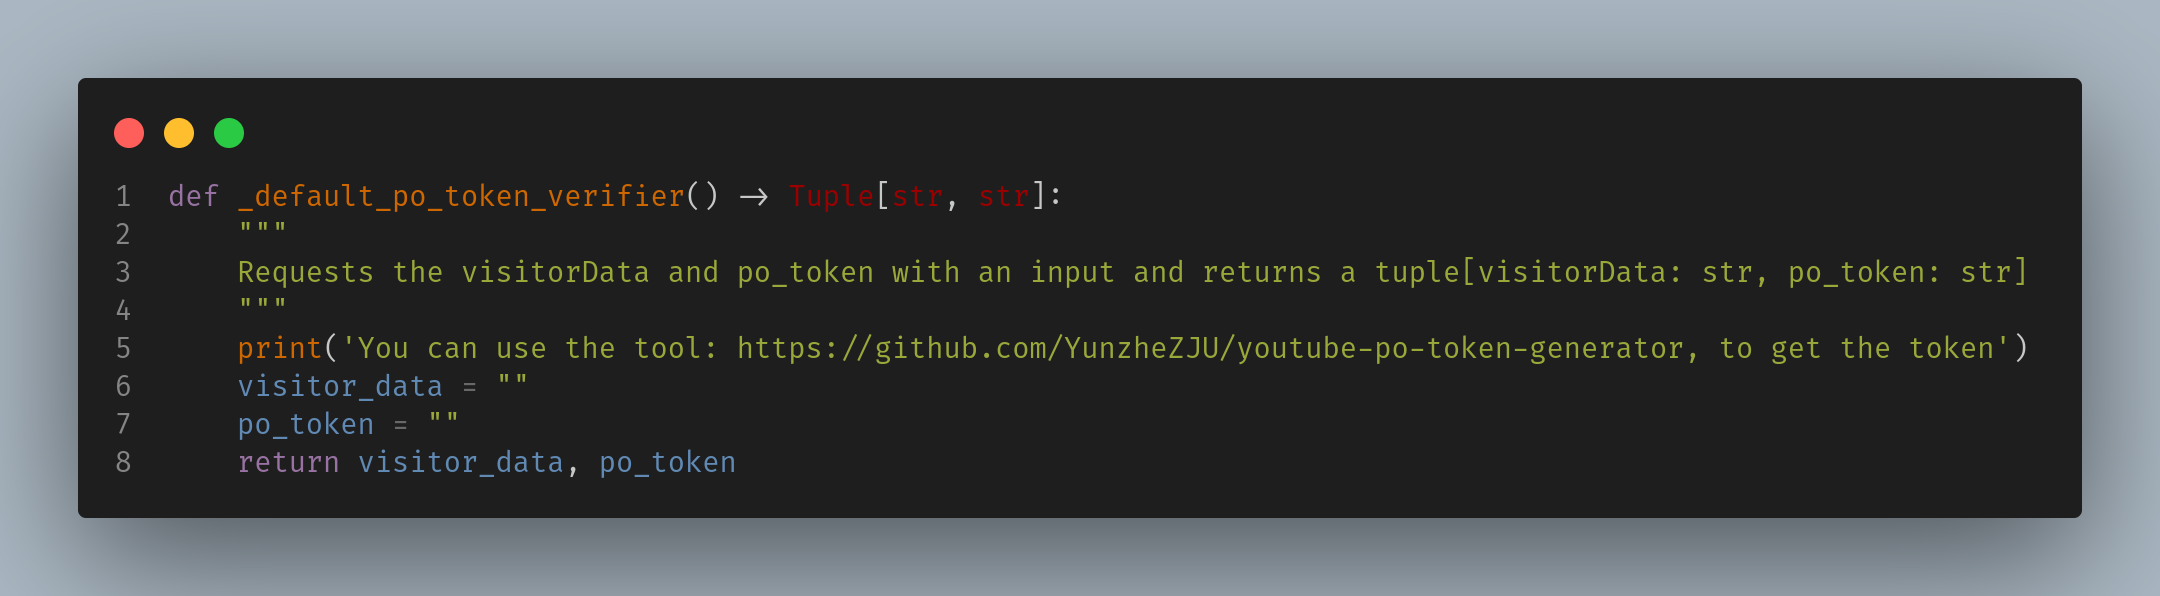 1 def _default_po_token_verifier() -> Tuple[str, str]:
2     """
3     Requests the visitorData and po_token with an input and returns a tuple[visitorData: str, po_token: str]
4     """
5     print('You can use the tool: https://github.com/YunzheZJU/youtube-po-token-generator, to get the token')
6     visitor_data = ""
7     po_token = ""
8     return visitor_data, po_token